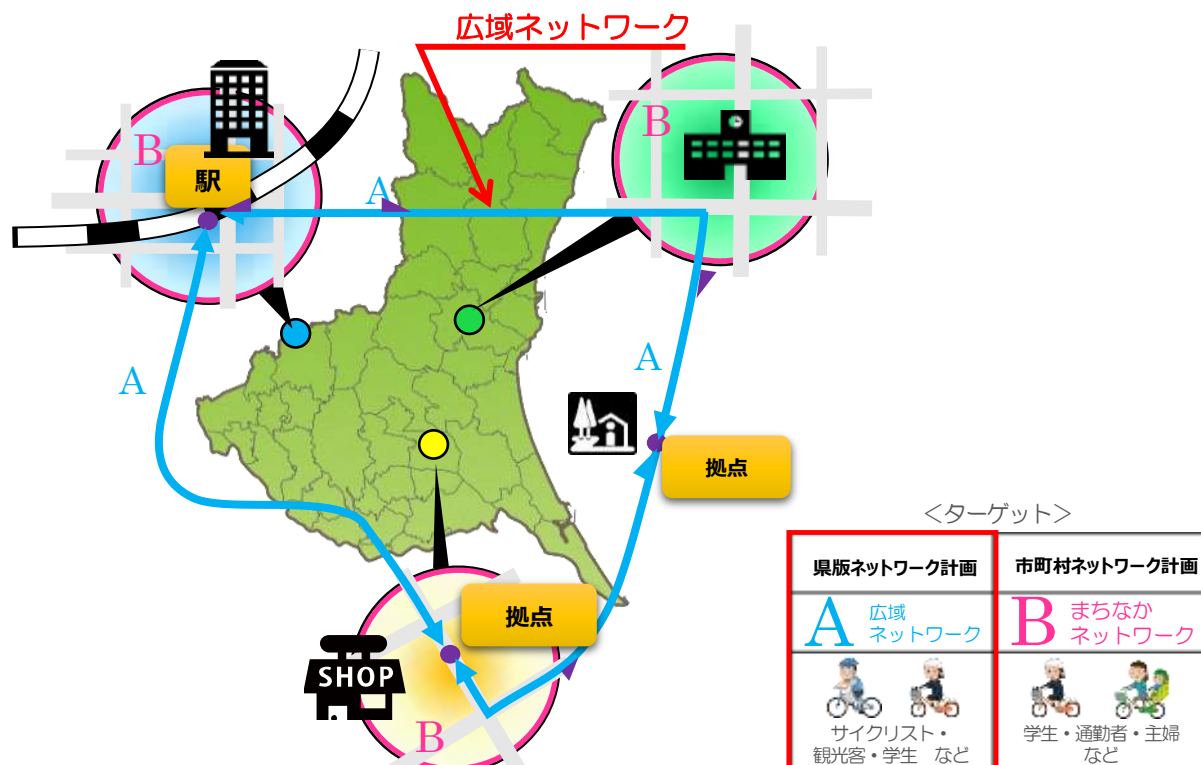 広域ネットワーク
B
駅
A
B
A
A
拠点
拠点
SHOP
B
＜ターゲット＞
県版ネットワーク計画
市町村ネットワーク計画
A 広域
ネットワーク
B まちなか
ネットワーク
サイクリスト・
観光客・学生　など
学生・通勤者・主婦
など